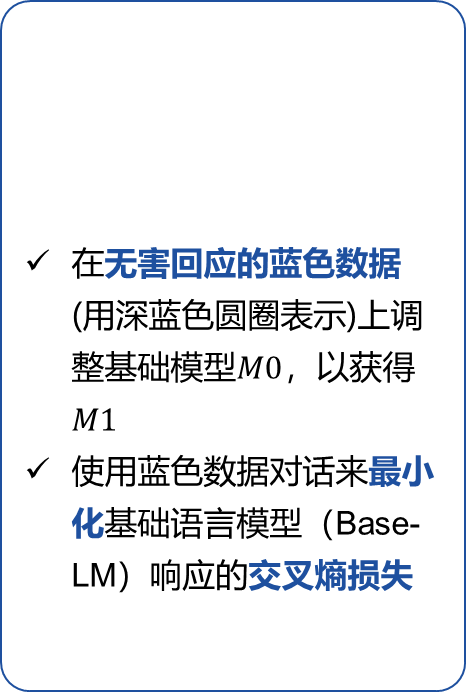 ✓ 在无害回应的蓝色数据
(用深蓝色圆圈表示)上调
整基础模型𝑀0，以获得
𝑀1
✓ 使用蓝色数据对话来最小
化基础语言模型（Base-
LM）响应的交叉熵损失